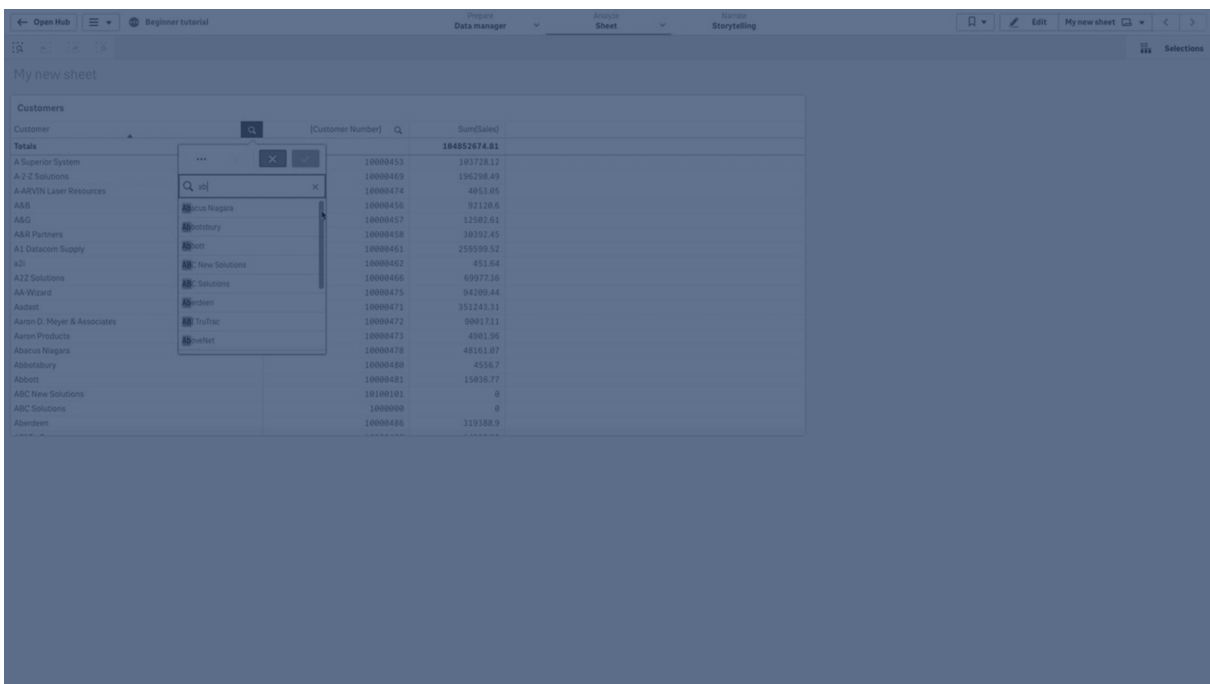 Open Hub Beginner tutorial Prepare Data manager Analyze Sheet Narrate Storytelling Edit My new sheet
Selections
My new sheet
Customers
Customer [Customer Number] Sum(Sales)
Totals 104852674.81
A Superior System 10000453 103728.12
A-2-Z Solutions 10000469 196298.49
A-ARVIN Laser Resources 10000474 4053.05
A&B 10000456 92120.6
A&G 10000457 12502.61
A&R Partners 10000458 30392.45
A1 Datacom Supply 10000461 259599.52
a2i 10000462 451.64
A2Z Solutions 10000466 69977.36
AA-Wizard 10000475 94209.44
Aadast 10000471 351243.31
Aaron D. Meyer & Associates 10000472 90017.11
Aaron Products 10000473 4901.96
Abacus Niagara 10000478 48161.07
Abbotsbury 10000480 4556.7
Abbott 10000481 15036.77
ABC New Solutions 10100101 0
ABC Solutions 1000000 0
Aberdeen 10000486 319388.9
ab
Abacus Niagara
Abbotsbury
Abbott
ABC New Solutions
ABC Solutions
Aberdeen
ABI TruTrac
AboveNet